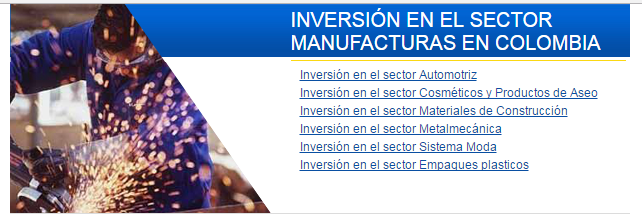 INVERSIÓN EN EL SECTOR
MANUFACTURAS EN COLOMBIA
Inversión en el sector Automotriz
Inversión en el sector Cosméticos y Productos de Aseo
Inversión en el sector Materiales de Construcción
Inversión en el sector Metalmecánica
Inversión en el sector Sistema Moda
Inversión en el sector Empaques plasticos